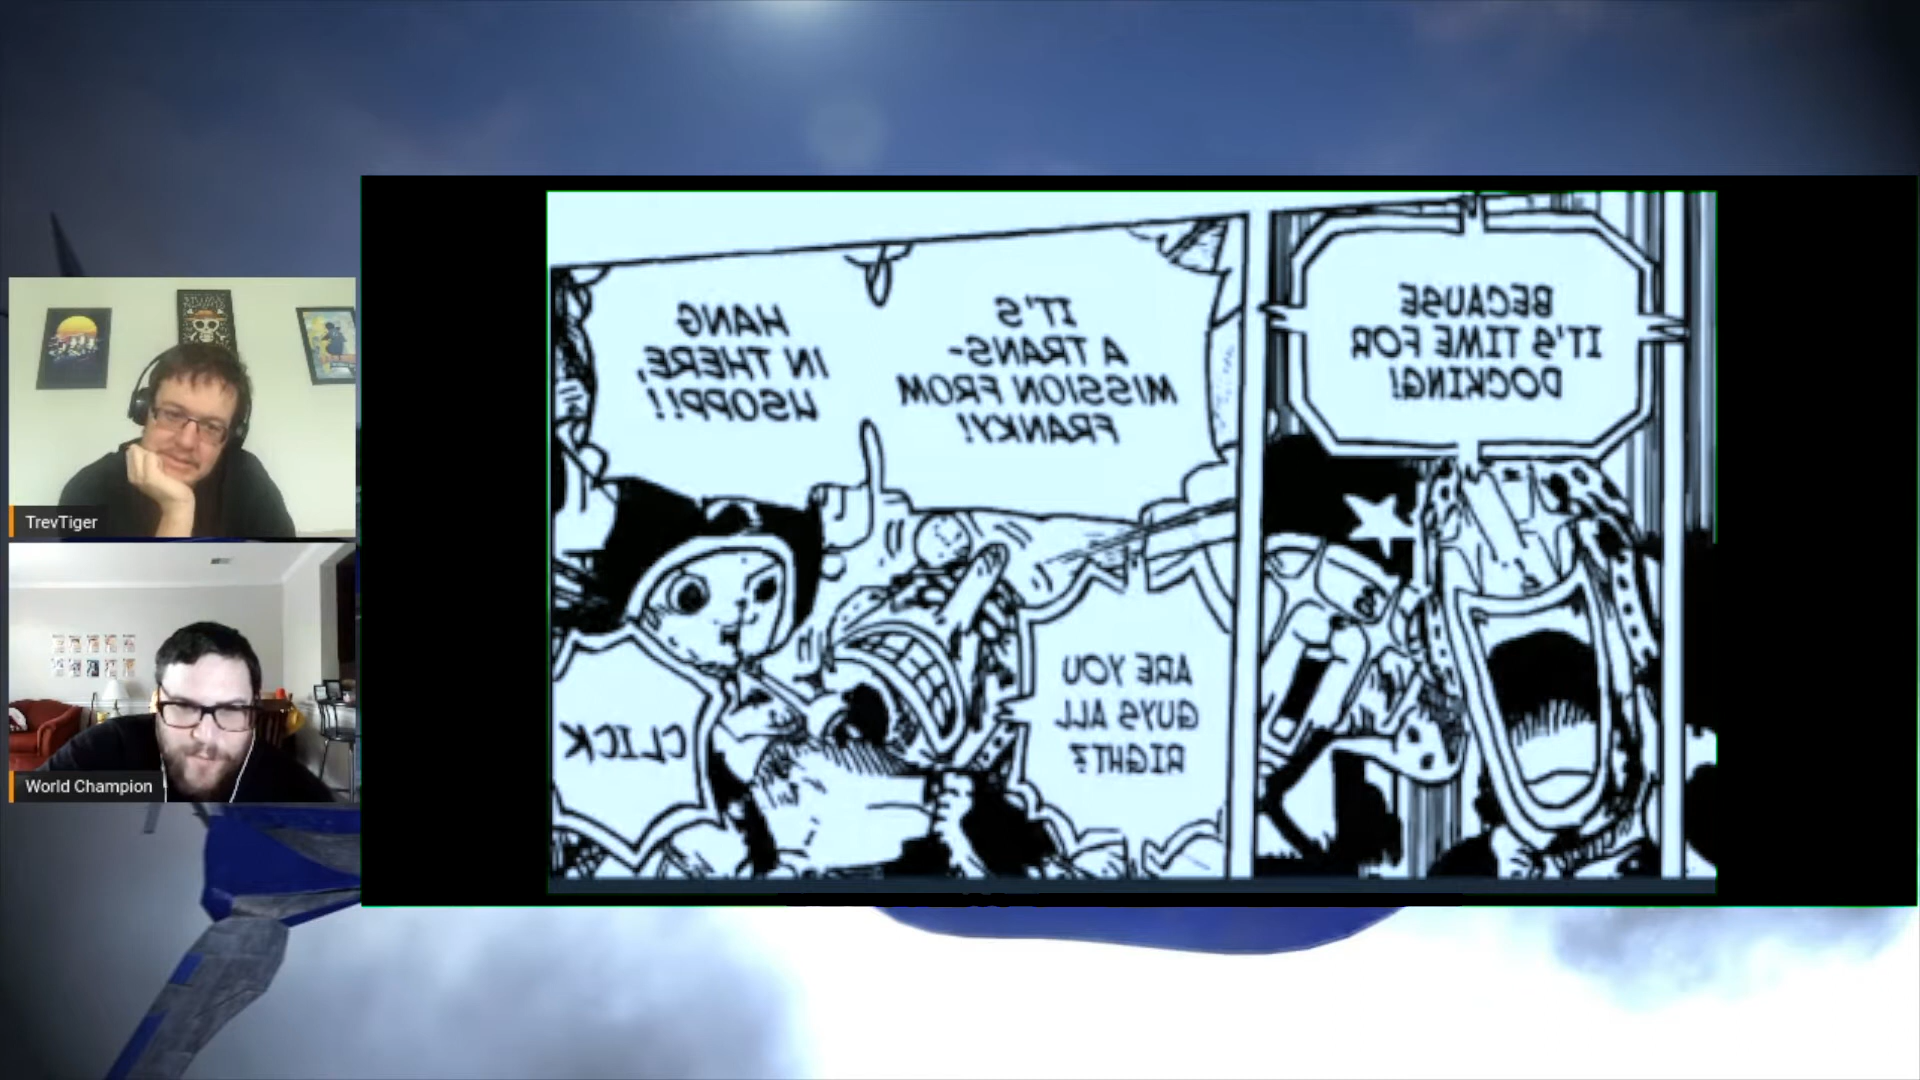 BECAUSE
IT'S TIME FOR
DOCKING!
IT'S
A TRANS-
MISSION FROM
FRANKY!
HANG
IN THERE,
USOPP!!
ARE YOU
GUYS ALL
RIGHT?
CLICK
TrevTiger
World Champion